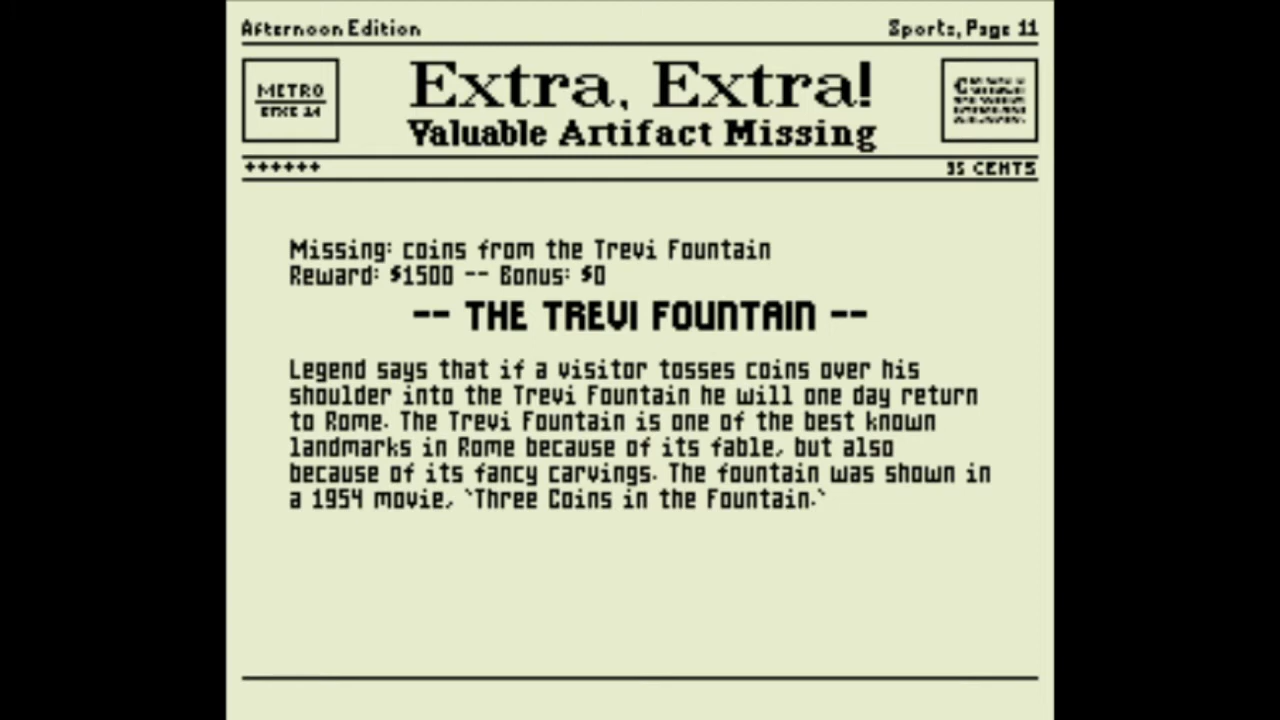 Afternoon Edition
Sports, Page 11
METRO
Extra, Extra!
Valuable Artifact Missing
++++++
35 CENTS
Missing: coins from the Trevi Fountain
Reward: $1500 -- Bonus: $0
-- THE TREVI FOUNTAIN --
Legend says that if a visitor tosses coins over his
shoulder into the Trevi Fountain he will one day return
to Rome. The Trevi Fountain is one of the best known
landmarks in Rome because of its fable, but also
because of its fancy carvings. The fountain was shown in
a 1954 movie, `Three Coins in the Fountain.`